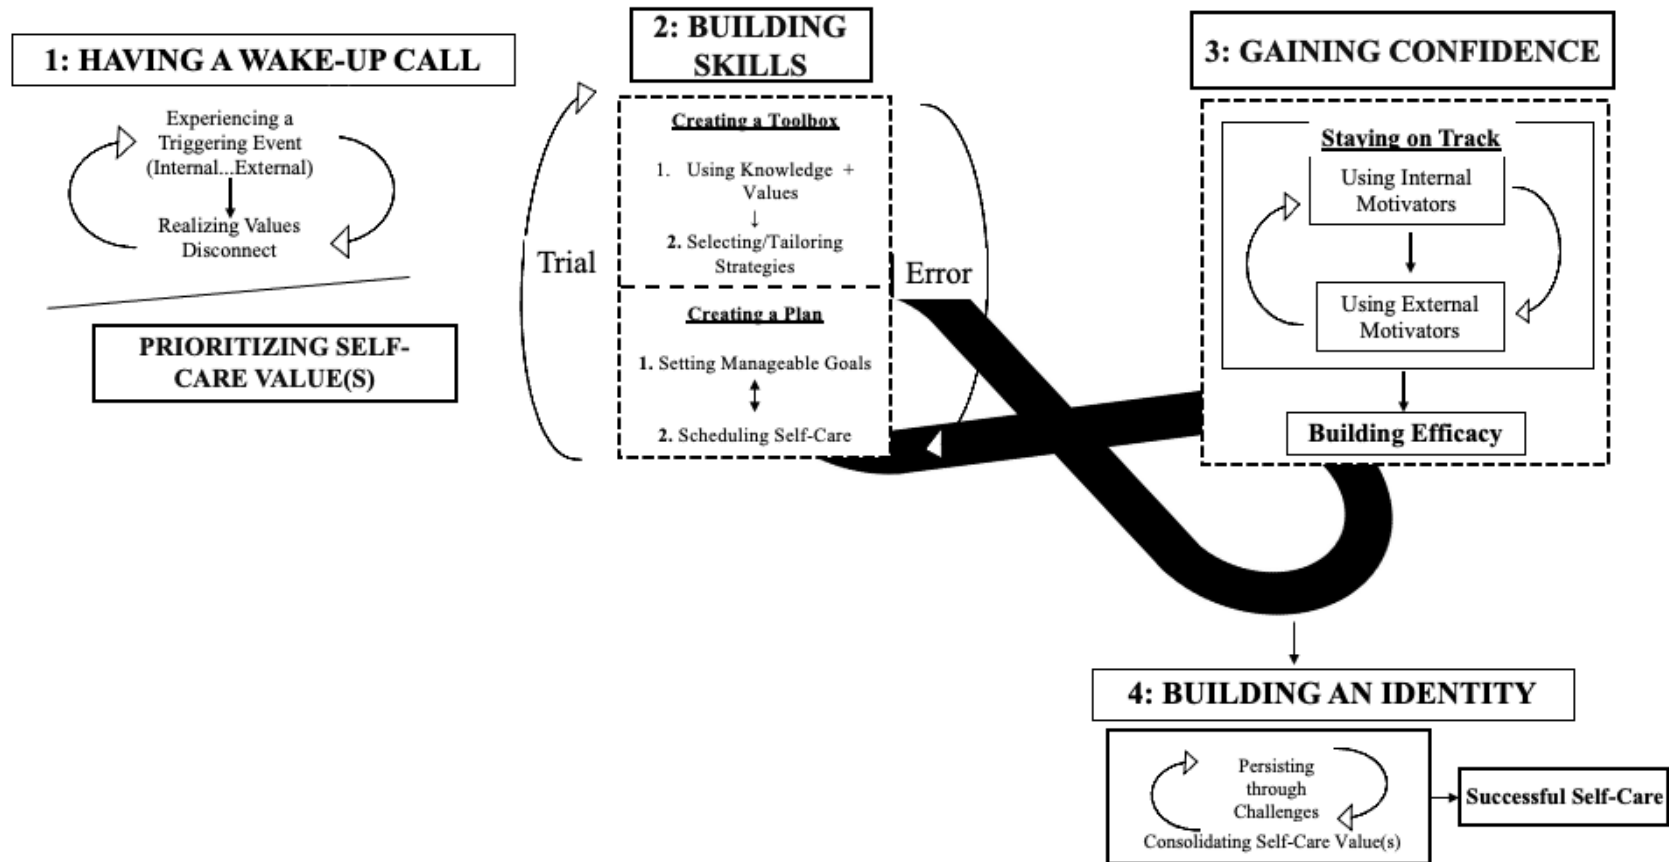 1: HAVING A WAKE-UP CALL
Experiencing a
Triggering Event
(Internal...External)
Realizing Values
Disconnect
PRIORITIZING SELF-
CARE VALUE(S)
2: BUILDING
SKILLS
Trial
Creating a Toolbox
1. Using Knowledge +
Values
↓
2. Selecting/Tailoring
Strategies
Creating a Plan
1. Setting Manageable Goals
2. Scheduling Self-Care
Error
3: GAINING CONFIDENCE
Staying on Track
Using Internal
Motivators
Using External
Motivators
Building Efficacy
4: BUILDING AN IDENTITY
Persisting
through
Challenges
Consolidating Self-Care Value(s)
Successful Self-Care